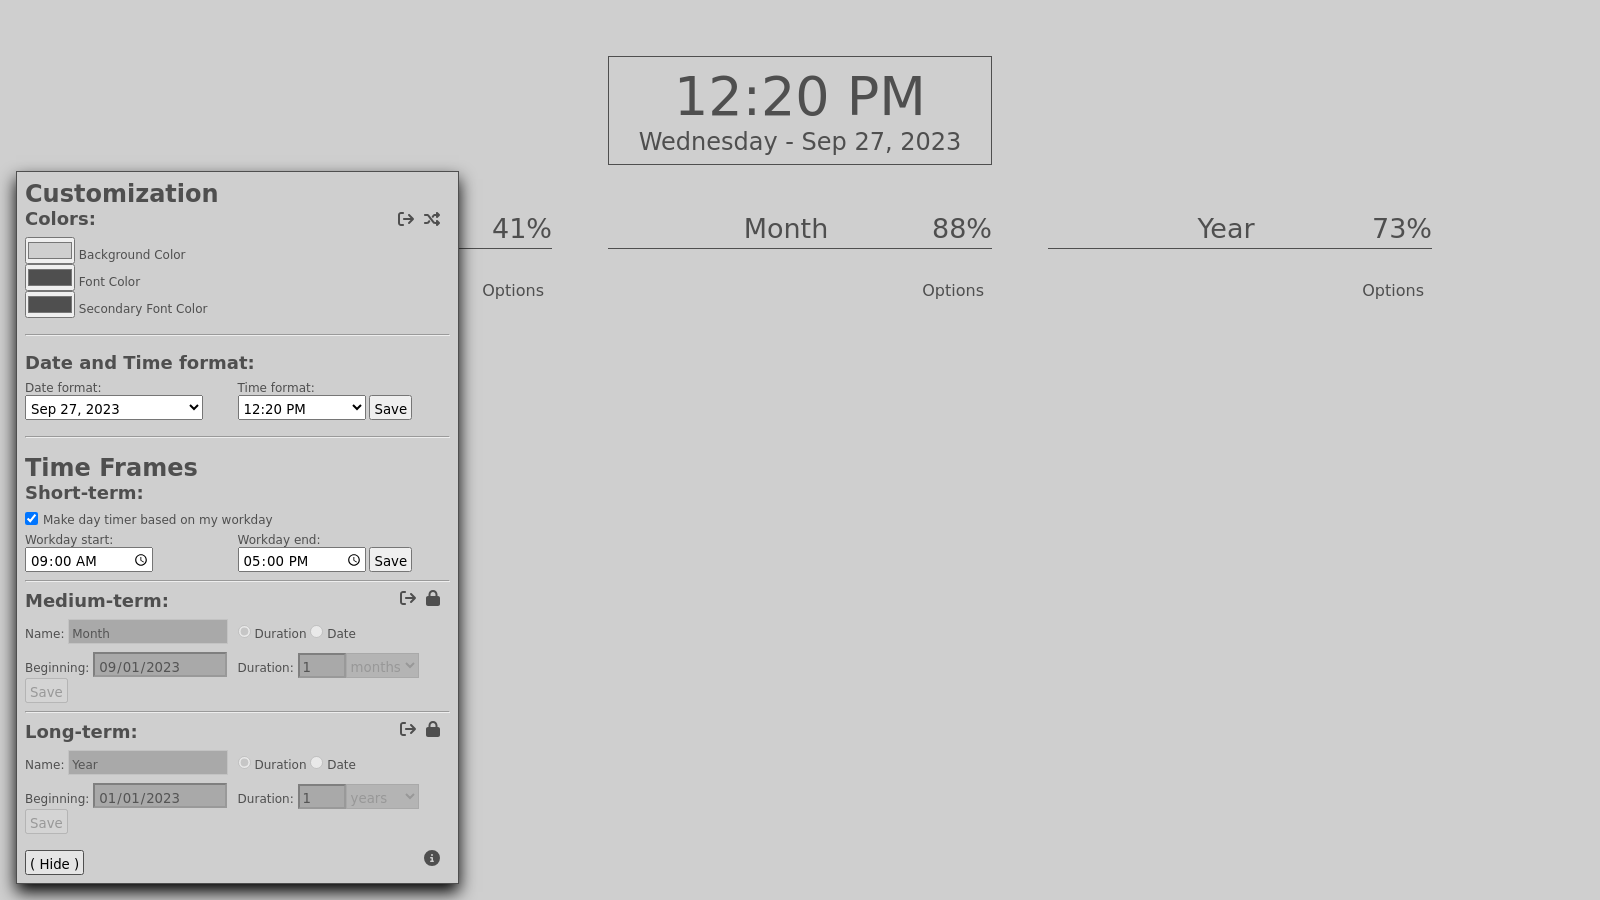 12:20 PM
Wednesday - Sep 27, 2023
41%
Month 88%
Year 73%
Options
Options
Options
Customization
Colors:
Background Color
Font Color
Secondary Font Color
Date and Time format:
Date format: Time format:
Sep 27, 2023 12:20 PM Save
Time Frames
Short-term:
Make day timer based on my workday
Workday start: Workday end:
09:00 AM 05:00 PM Save
Medium-term:
Name: Month Duration Date
Beginning: 09/01/2023 Duration: 1 months
Save
Long-term:
Name: Year Duration Date
Beginning: 01/01/2023 Duration: 1 years
Save
( Hide )